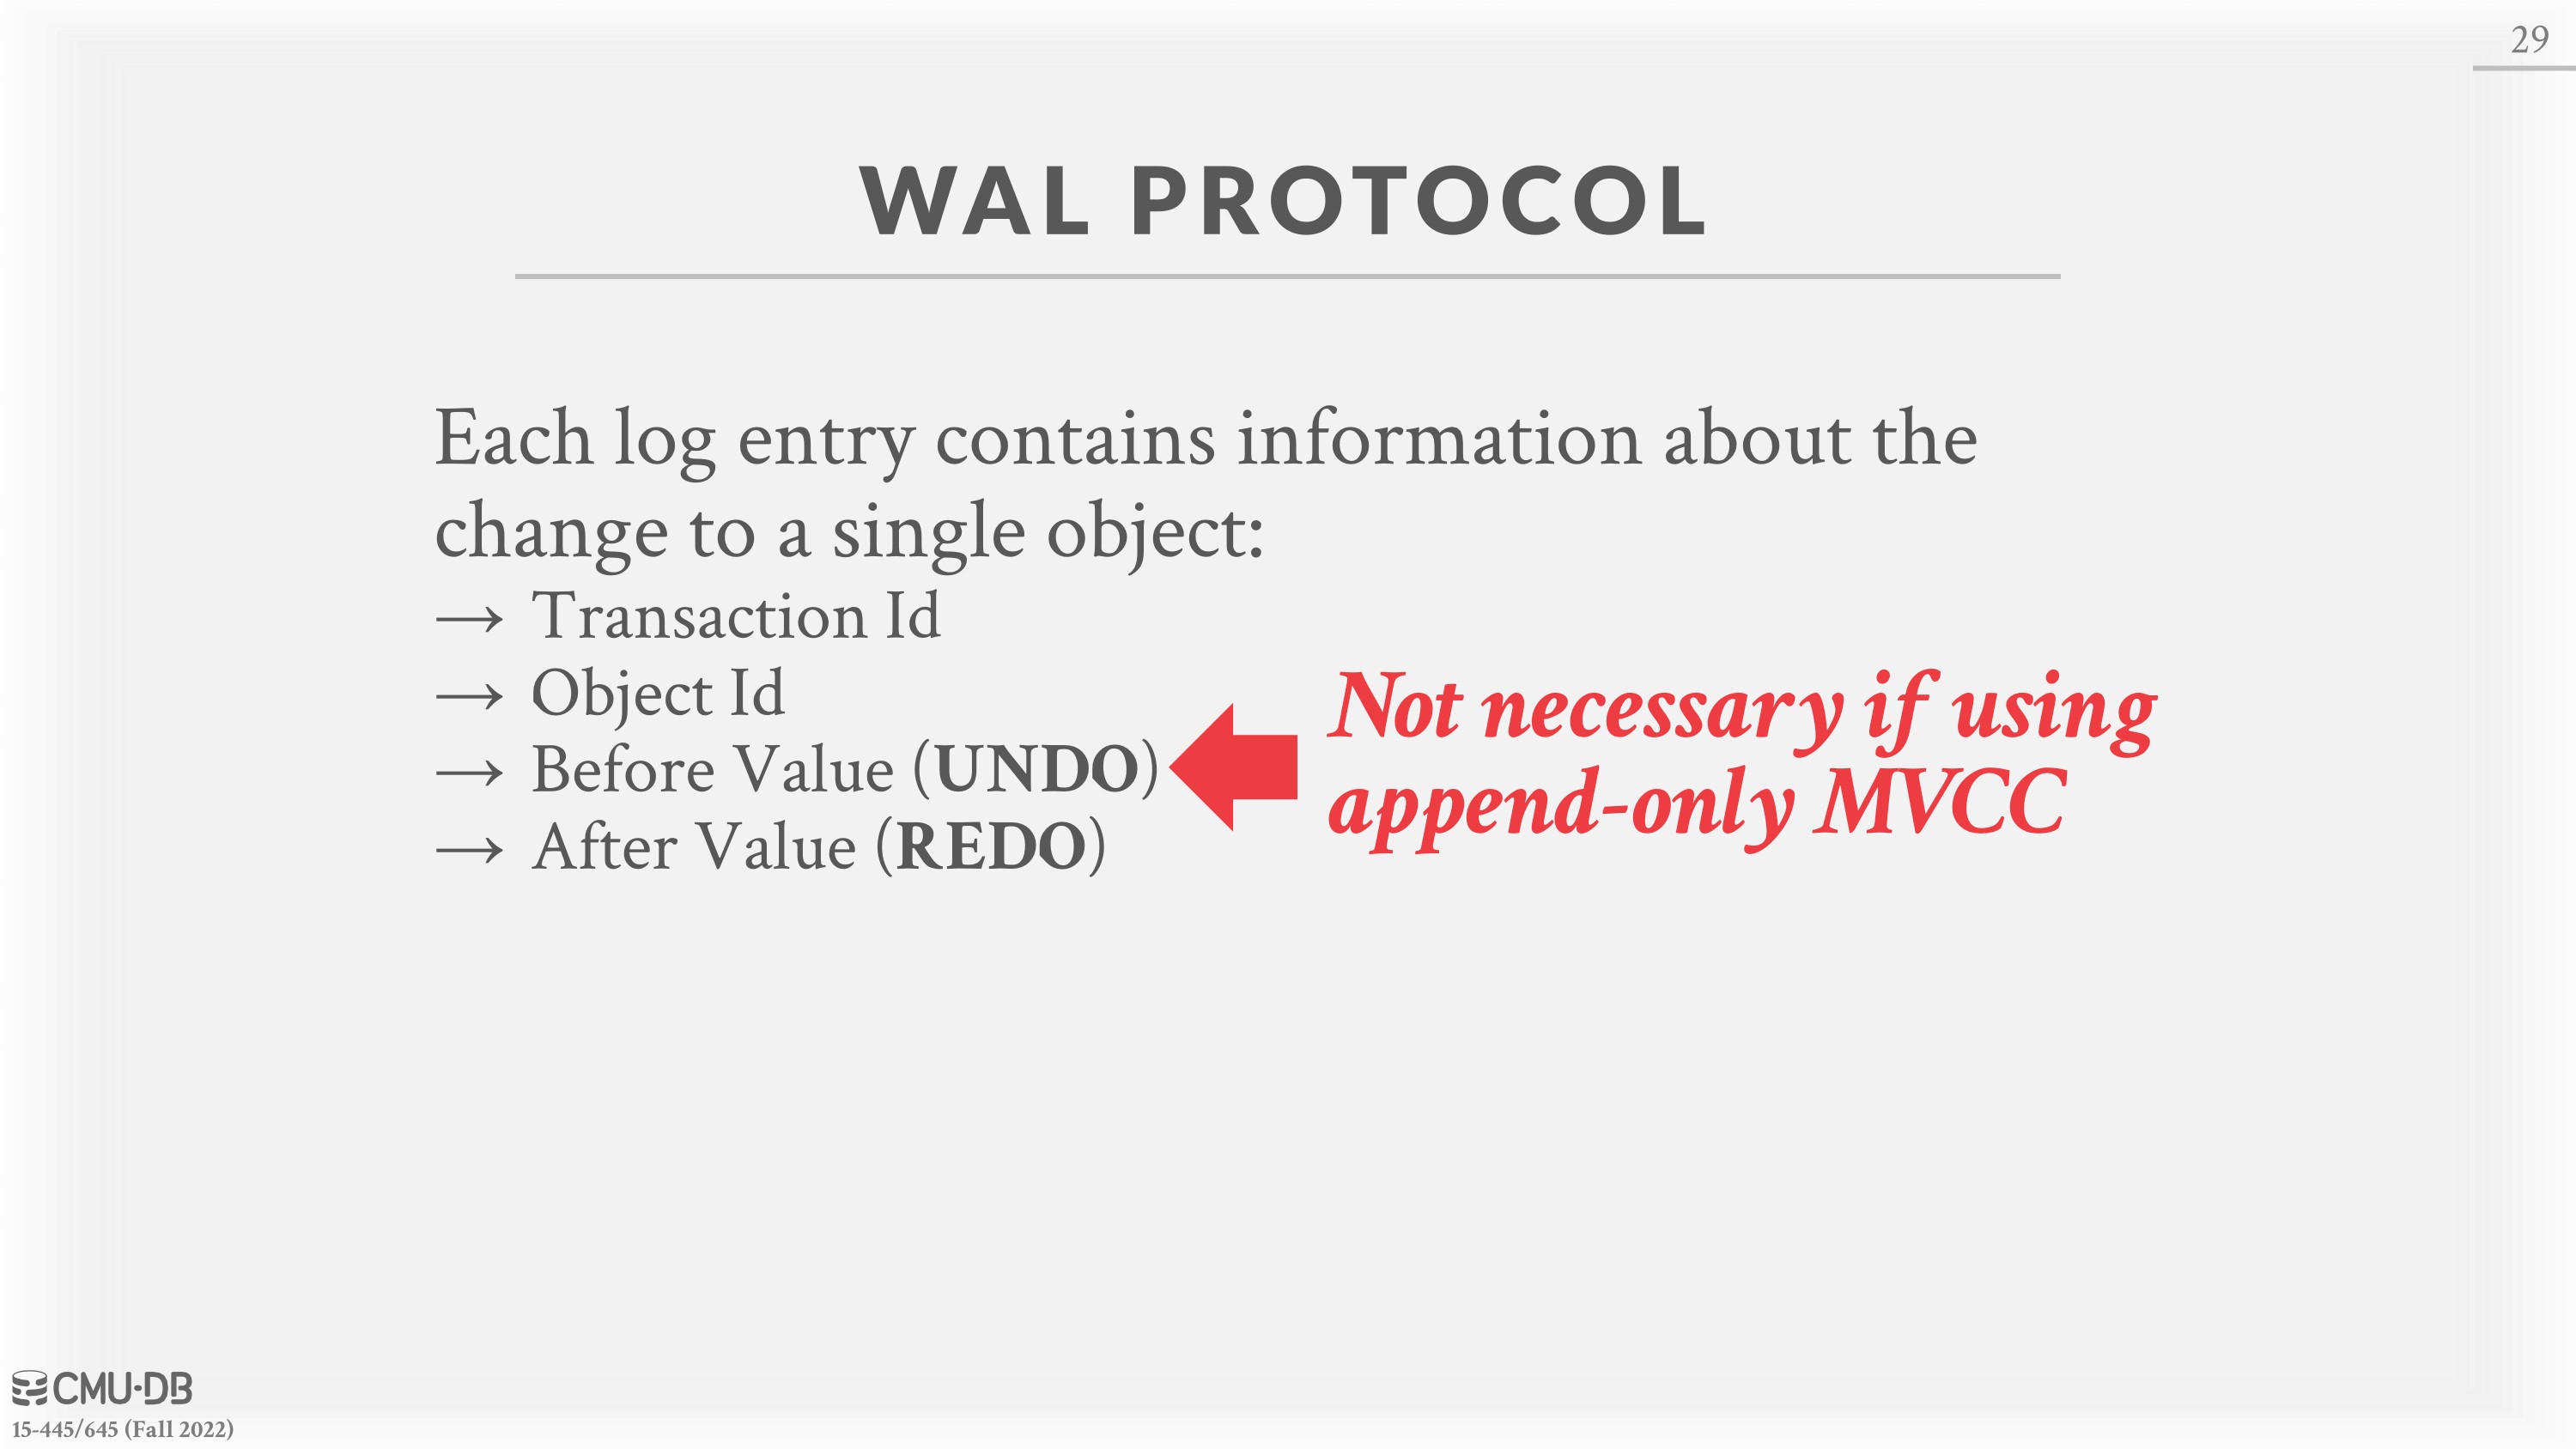 29
WAL PROTOCOL
Each log entry contains information about the
change to a single object:
→ Transaction Id
→ Object Id
→ Before Value (UNDO)
→ After Value (REDO)
Not necessary if using
append-only MVCC
CMU·DB
15-445/645 (Fall 2022)